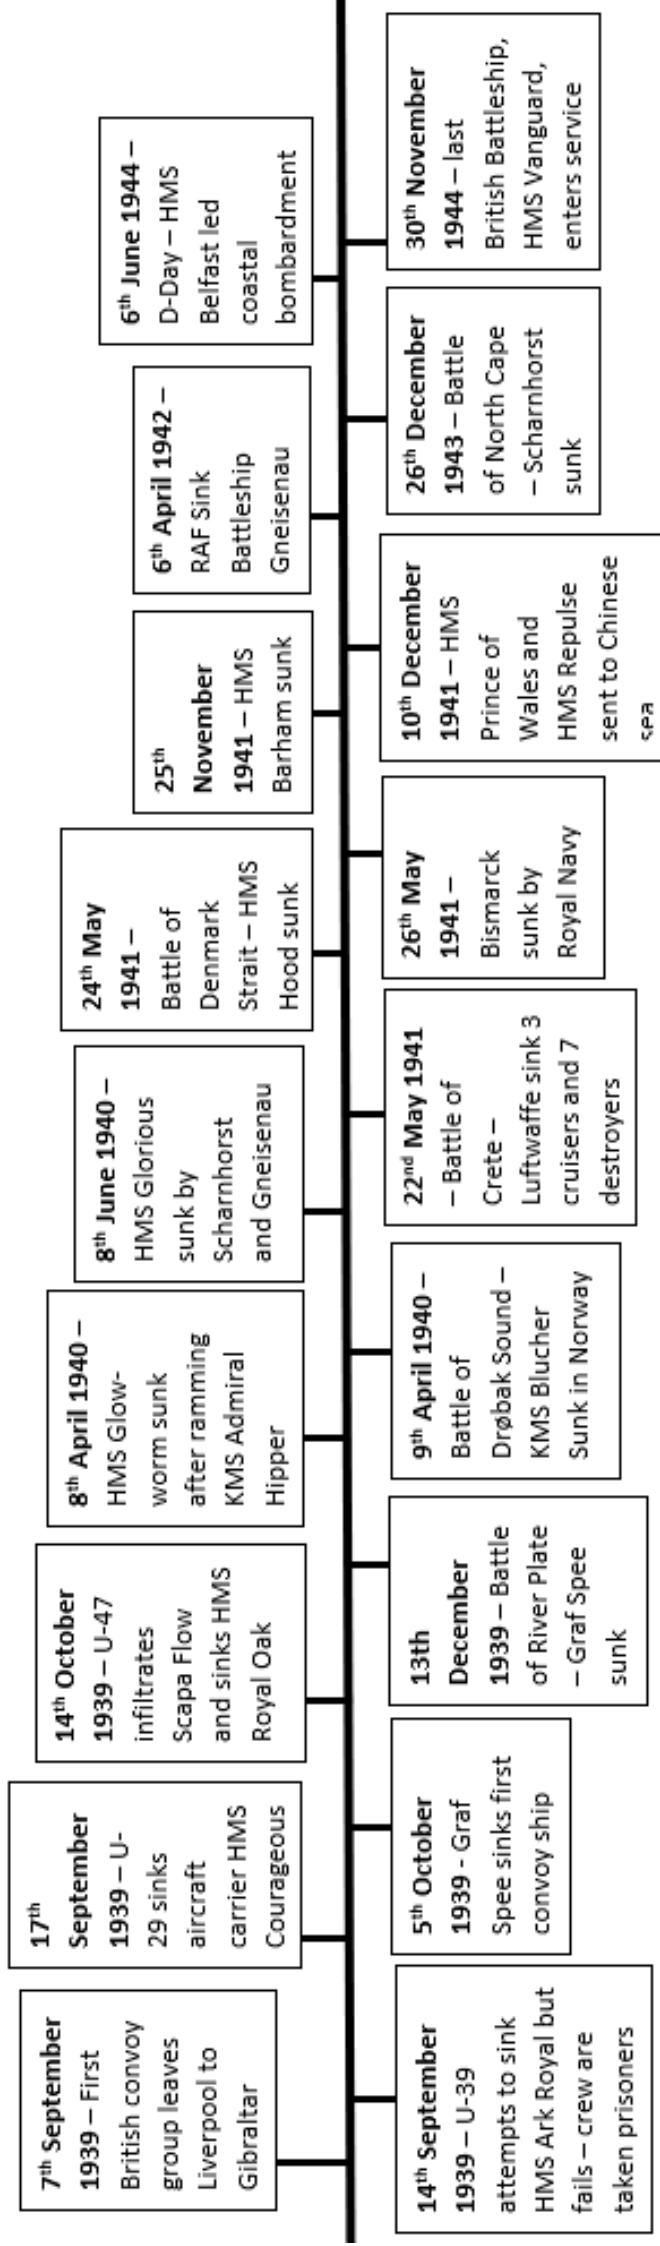 7th September
1939 – First
British convoy
group leaves
Liverpool to
Gibraltar
17th
September
1939 – U-
29 sinks
aircraft
carrier HMS
Courageous
14th October
1939 – U-47
infiltrates
Scapa Flow
and sinks HMS
Royal Oak
8th April 1940 –
HMS Glow-
worm sunk
after ramming
KMS Admiral
Hipper
8th June 1940 –
HMS Glorious
sunk by
Scharnhorst
and Gneisenau
24th May
1941 –
Battle of
Denmark
Strait – HMS
Hood sunk
25th
November
1941 – HMS
Barham sunk
6th April 1942 –
RAF Sink
Battleship
Gneisenau
6th June 1944 –
D-Day – HMS
Belfast led
coastal
bombardment
14th September
1939 – U-39
attempts to sink
HMS Ark Royal but
fails – crew are
taken prisoners
5th October
1939 - Graf
Spee sinks first
convoy ship
13th
December
1939 – Battle
of River Plate
– Graf Spee
sunk
9th April 1940 –
Battle of
Drøbak Sound –
KMS Blucher
Sunk in Norway
22nd May 1941
– Battle of
Crete –
Luftwaffe sink 3
cruisers and 7
destroyers
26th May
1941 –
Bismarck
sunk by
Royal Navy
10th December
1941 – HMS
Prince of
Wales and
HMS Repulse
sent to Chinese
sea
26th December
1943 – Battle
of North Cape
– Scharnhorst
sunk
30th November
1944 – last
British Battleship,
HMS Vanguard,
enters service